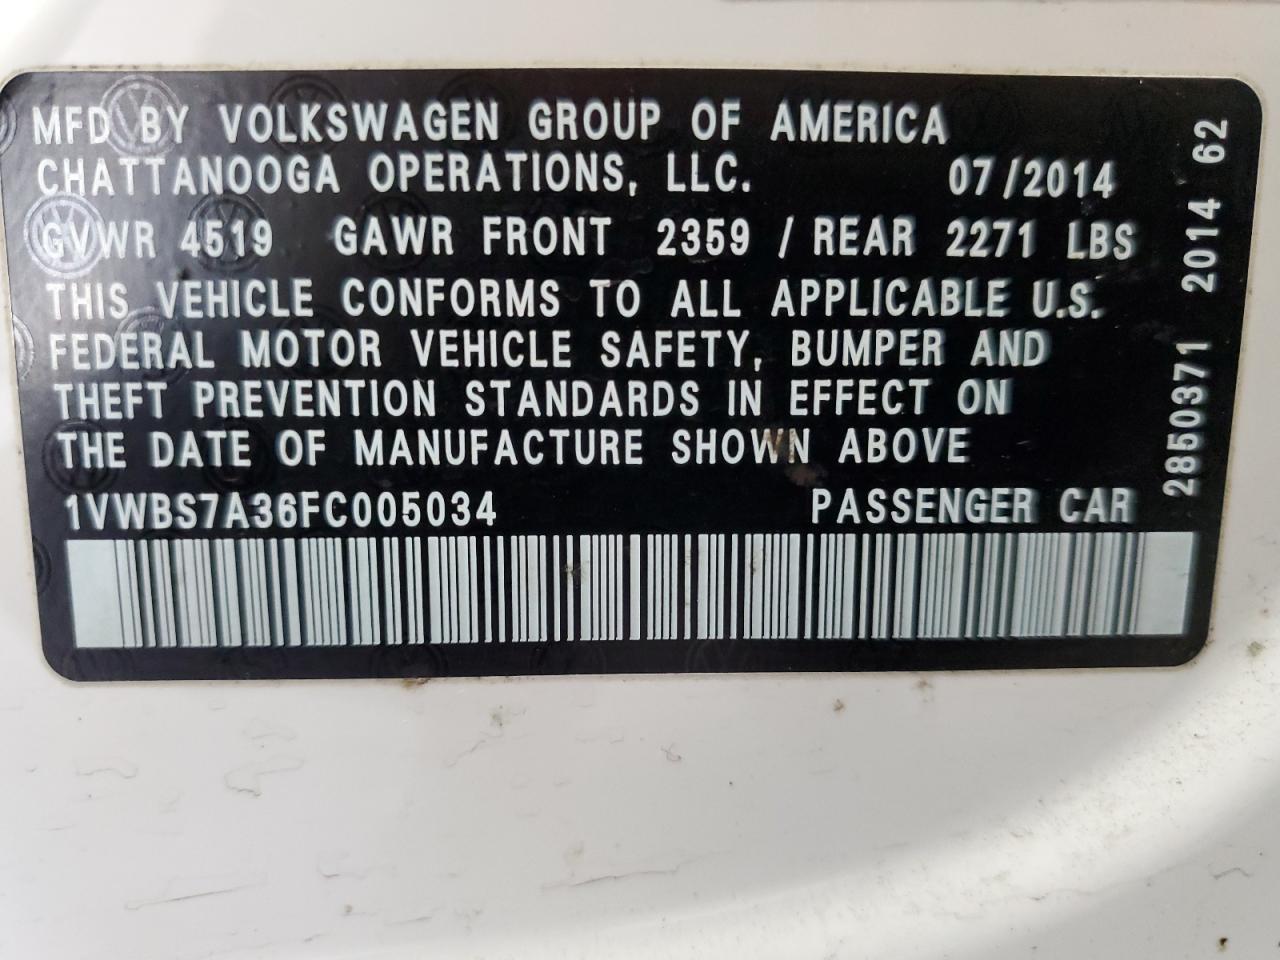 MFD BY VOLKSWAGEN GROUP OF AMERICA
CHATTANOOGA OPERATIONS, LLC. 07/2014
GVWR 4519 GAWR FRONT 2359 / REAR 2271 LBS
THIS VEHICLE CONFORMS TO ALL APPLICABLE U.S.
FEDERAL MOTOR VEHICLE SAFETY, BUMPER AND
THEFT PREVENTION STANDARDS IN EFFECT ON
THE DATE OF MANUFACTURE SHOWN ABOVE
1VWBS7A36FC005034 PASSENGER CAR
2850371 2014 62